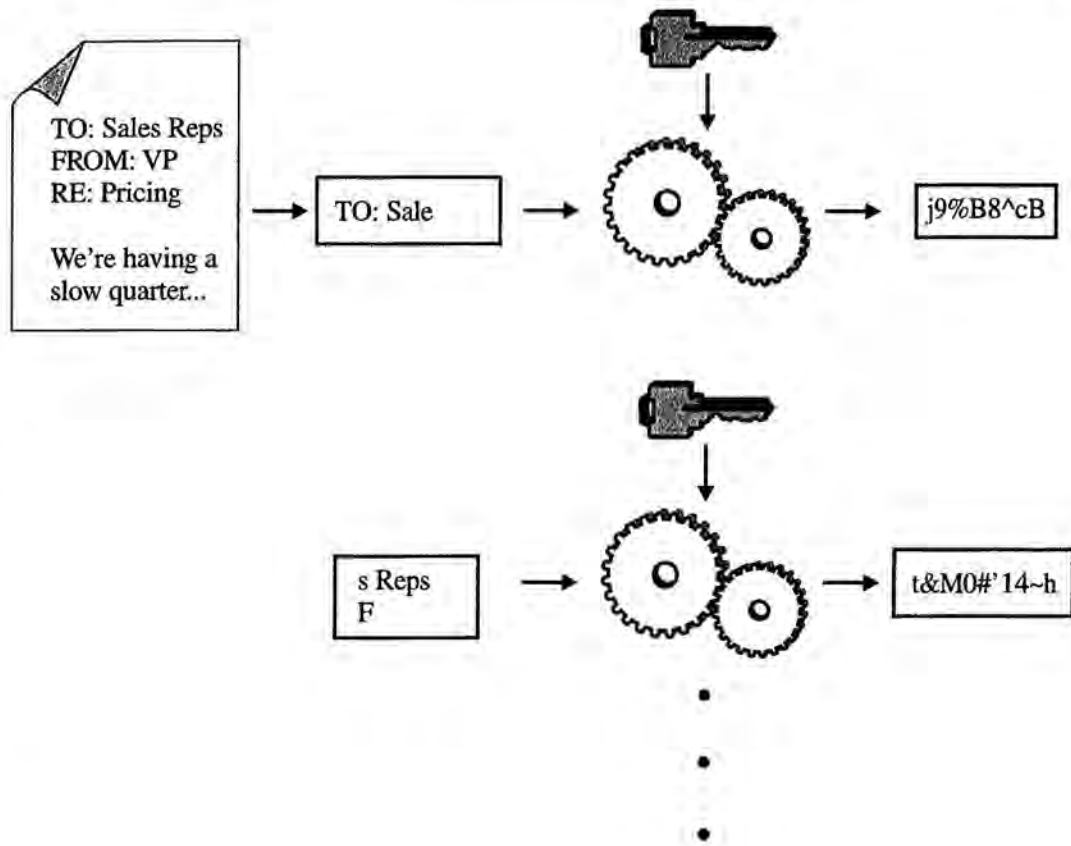 TO: Sales Reps
FROM: VP
RE: Pricing
We're having a
slow quarter...
TO: Sale
j9%B8^cB
s Reps
F
t&M0#'14~h